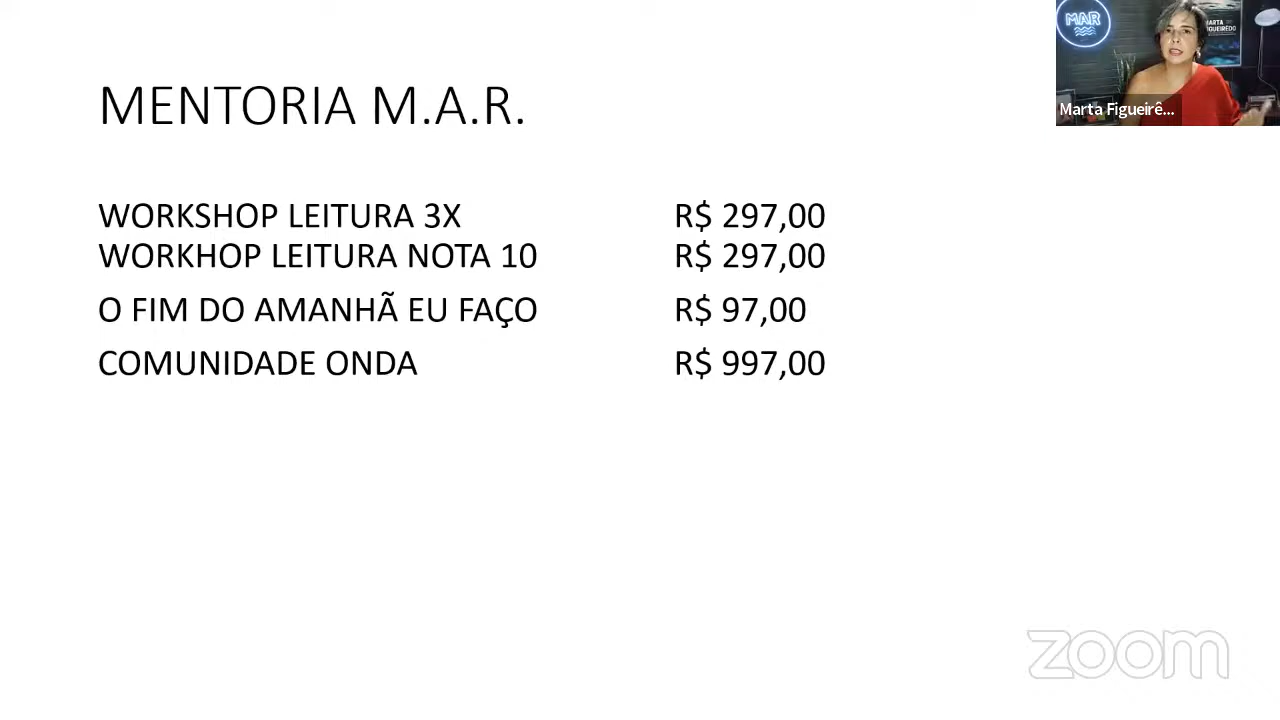 MENTORIA M.A.R.
WORKSHOP LEITURA 3X R$ 297,00
WORKHOP LEITURA NOTA 10 R$ 297,00
O FIM DO AMANHÃ EU FAÇO R$ 97,00
COMUNIDADE ONDA R$ 997,00
MAR
Marta Figueirê...
zoom